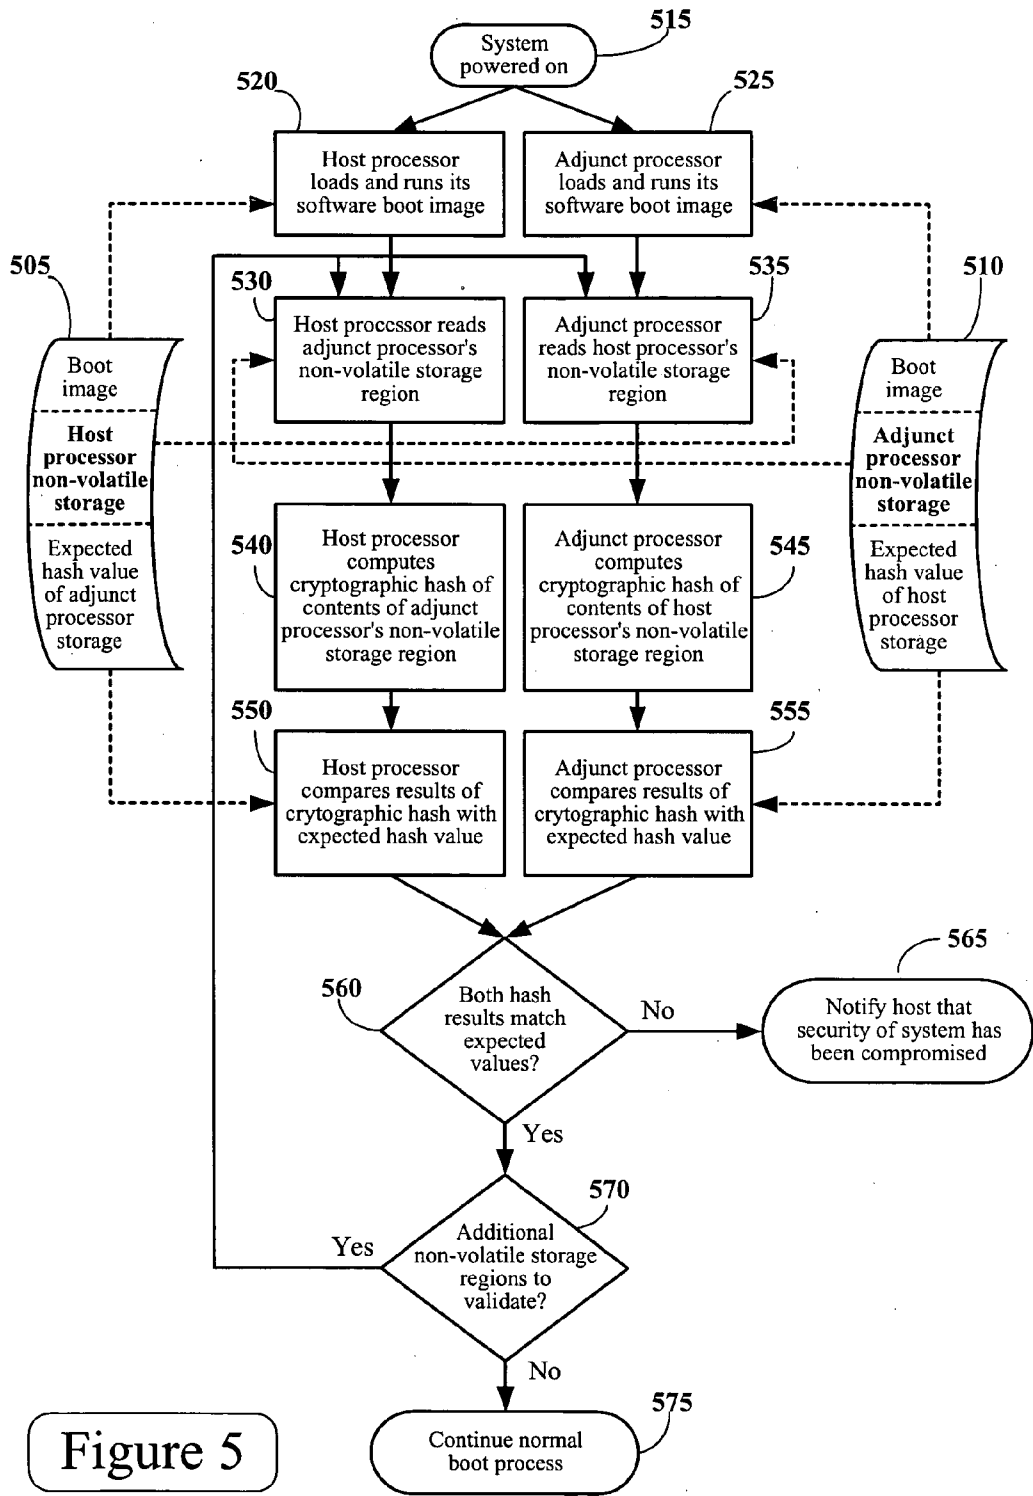 515
System
powered on
520
525
Host processor
loads and runs its
software boot image
Adjunct processor
loads and runs its
software boot image
505
530
535
510
Host processor reads
adjunct processor's
non-volatile storage
region
Adjunct processor
reads host processor's
non-volatile storage
region
Boot
image
Host
processor
non-volatile
storage
Expected
hash value
of adjunct
processor
storage
Boot
image
Adjunct
processor
non-volatile
storage
Expected
hash value
of host
processor
storage
540
545
Host processor
computes
cryptographic hash of
contents of adjunct
processor's non-volatile
storage region
Adjunct processor
computes
cryptographic hash of
contents of host
processor's non-volatile
storage region
550
555
Host processor
compares results of
crytographic hash with
expected hash value
Adjunct processor
compares results of
crytographic hash with
expected hash value
560
Both hash
results match
expected
values?
No
565
Notify host that
security of system has
been compromised
Yes
570
Additional
non-volatile storage
regions to
validate?
Yes
No
575
Continue normal
boot process
Figure 5